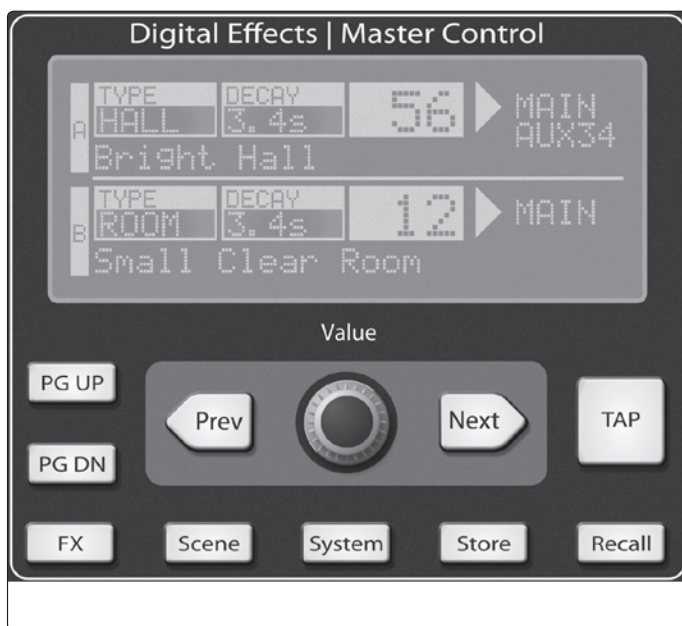 Digital Effects | Master Control
TYPE DECAY 56 MAIN
A HALL 3.4s AUX34
Bright Hall
TYPE DECAY 12 MAIN
B ROOM 3.4s
Small Clear Room
Value
PG UP
Prev Next TAP
PG DN
FX Scene System Store Recall